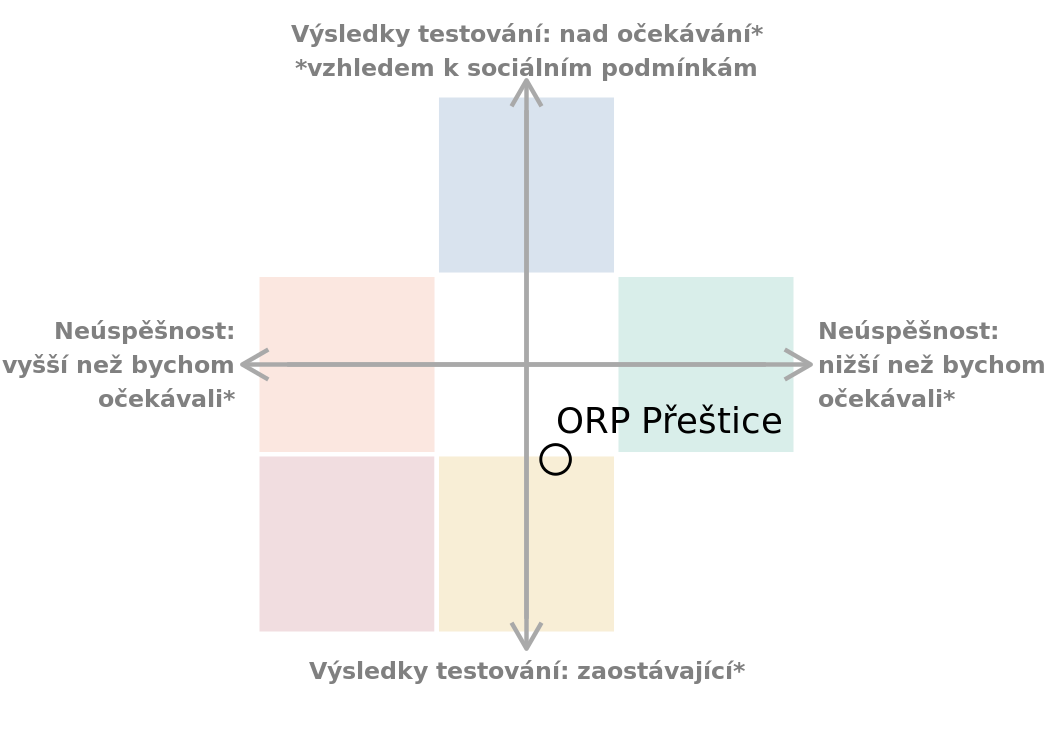 Výsledky testování: nad očekávání*
*vzhledem k sociálním podmínkám
Neúspěšnost:
vyšší než bychom
očekávali*
Neúspěšnost:
nižší než bychom
očekávali*
ORP Přeštice
Výsledky testování: zaostávající*